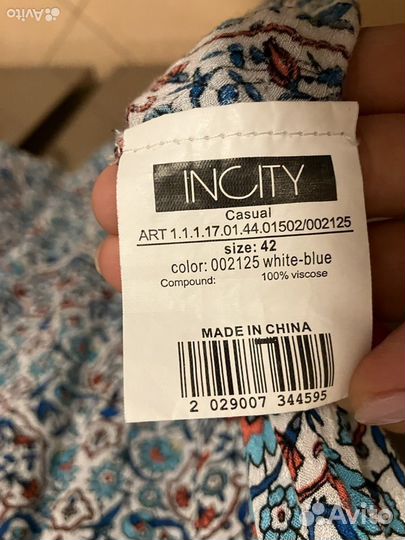 Avito
INCITY
Casual
ART 1.1.1.17.01.44.01502/002125
size: 42
color: 002125 white-blue
Compound: 100% viscose
MADE IN CHINA
2 029007 344595
Avito